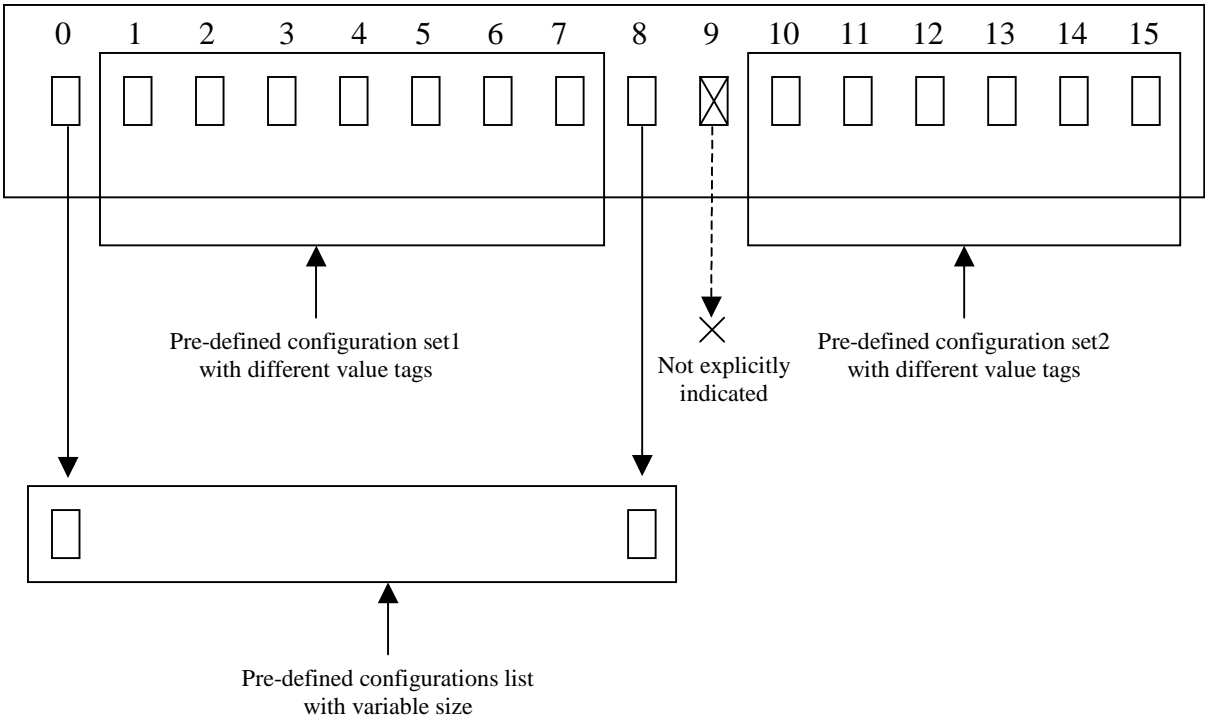 0 1 2 3 4 5 6 7 8 9 10 11 12 13 14 15
Pre-defined configuration set1
with different value tags
Not explicitly
indicated
Pre-defined configuration set2
with different value tags
Pre-defined configurations list
with variable size